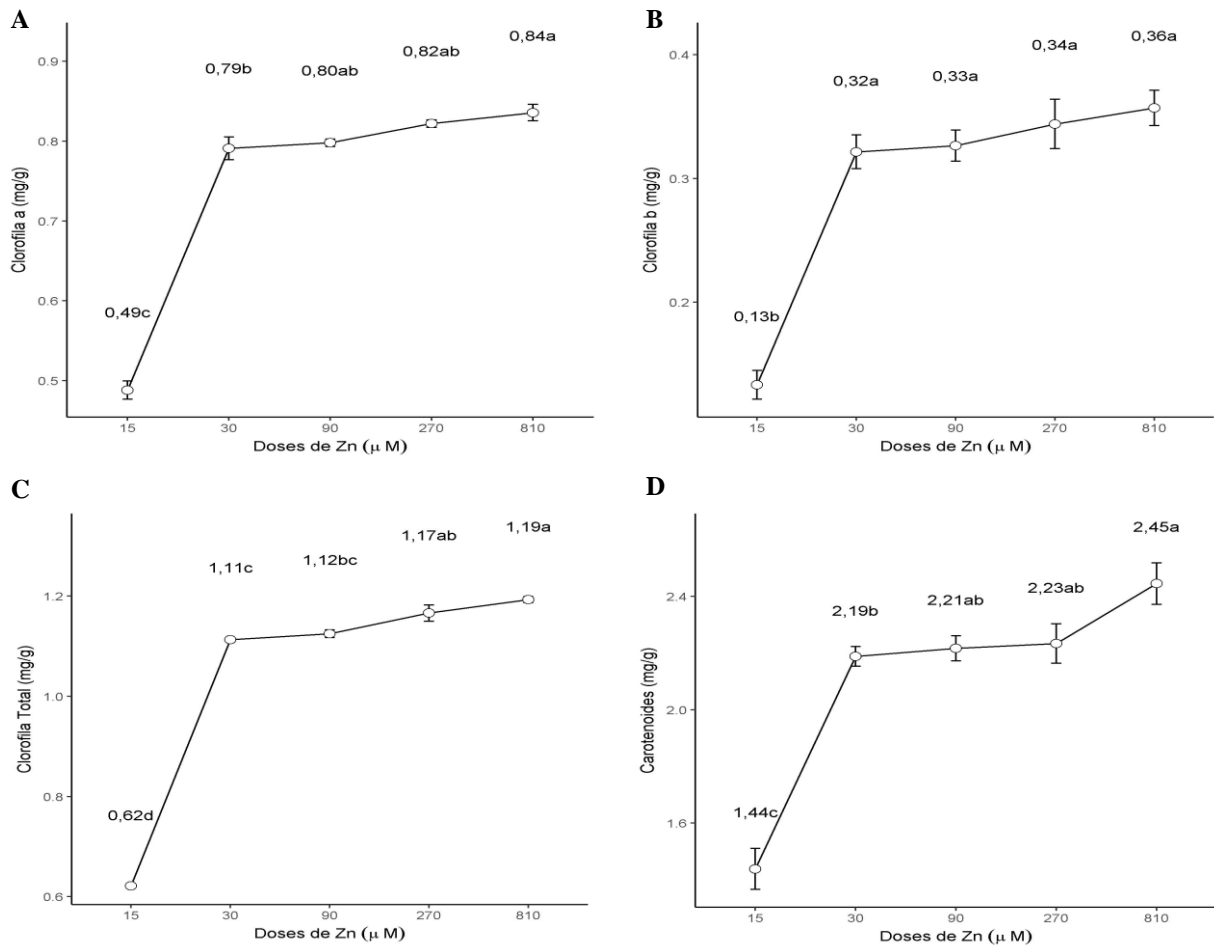 A
Clorofila a (mg/g)
0.9
0.8
0.7
0.6
0.5
0,49c
0,79b
0,80ab
0,82ab
0,84a
15 30 90 270 810
Doses de Zn (μ M)
B
Clorofila b (mg/g)
0.4
0.3
0.2
0,13b
0,32a
0,33a
0,34a
0,36a
15 30 90 270 810
Doses de Zn (μ M)
C
Clorofila Total (mg/g)
1.2
1.0
0.8
0.6
0,62d
1,11c
1,12bc
1,17ab
1,19a
15 30 90 270 810
Doses de Zn (μ M)
D
Carotenoides (mg/g)
2.4
2.0
1.6
1,44c
2,19b
2,21ab
2,23ab
2,45a
15 30 90 270 810
Doses de Zn (μ M)